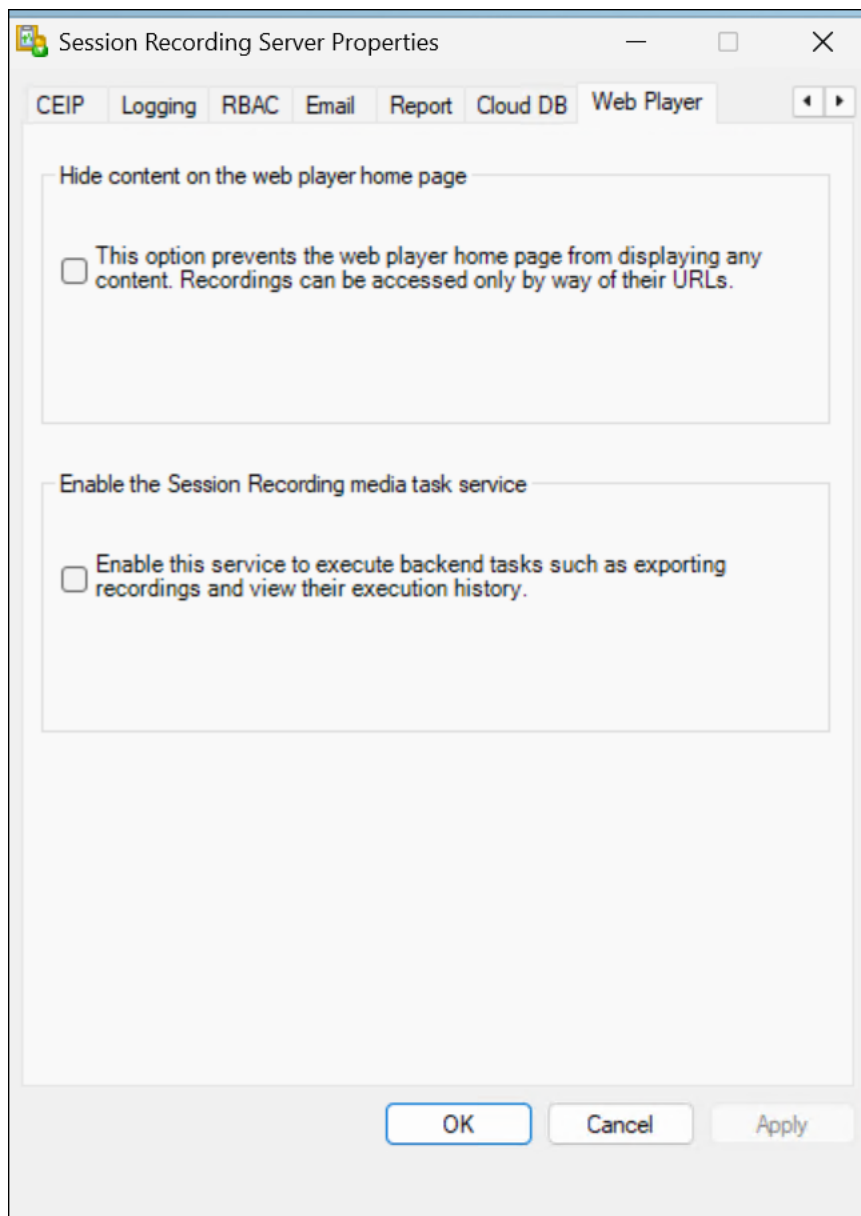 Session Recording Server Properties
CEIP Logging RBAC Email Report Cloud DB Web Player
Hide content on the web player home page
This option prevents the web player home page from displaying any
content. Recordings can be accessed only by way of their URLs.
Enable the Session Recording media task service
Enable this service to execute backend tasks such as exporting
recordings and view their execution history.
OK Cancel Apply